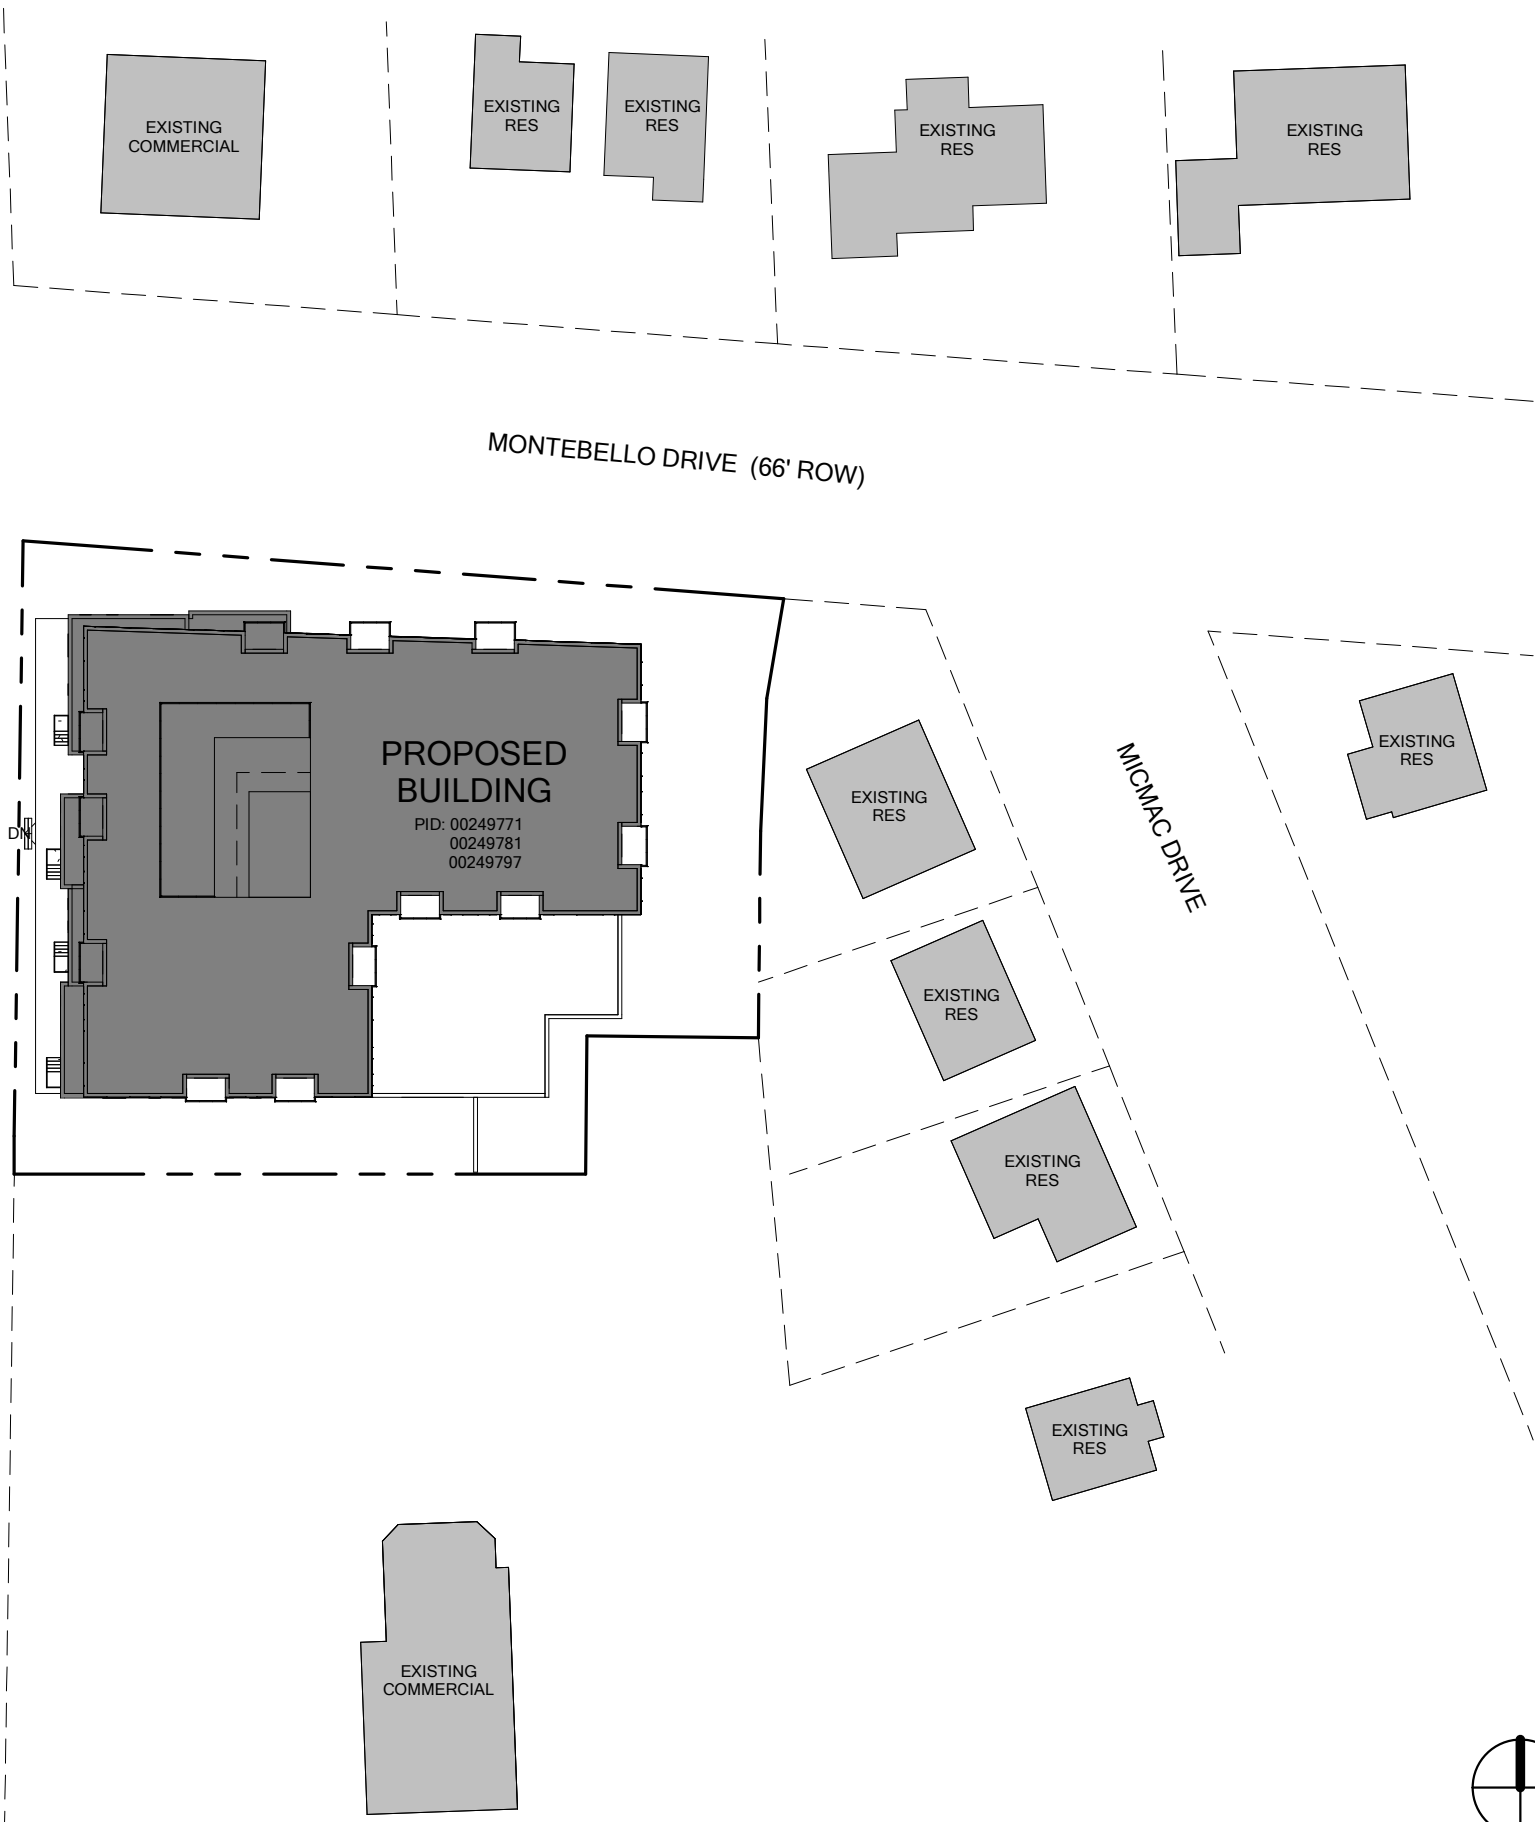 EXISTING
COMMERCIAL
EXISTING
RES
EXISTING
RES
EXISTING
RES
EXISTING
RES
MONTEBELLO DRIVE (66' ROW)
PROPOSED
BUILDING
PID: 00249771
00249781
00249797
DN
EXISTING
RES
MICMAC DRIVE
EXISTING
RES
EXISTING
RES
EXISTING
RES
EXISTING
RES
EXISTING
COMMERCIAL